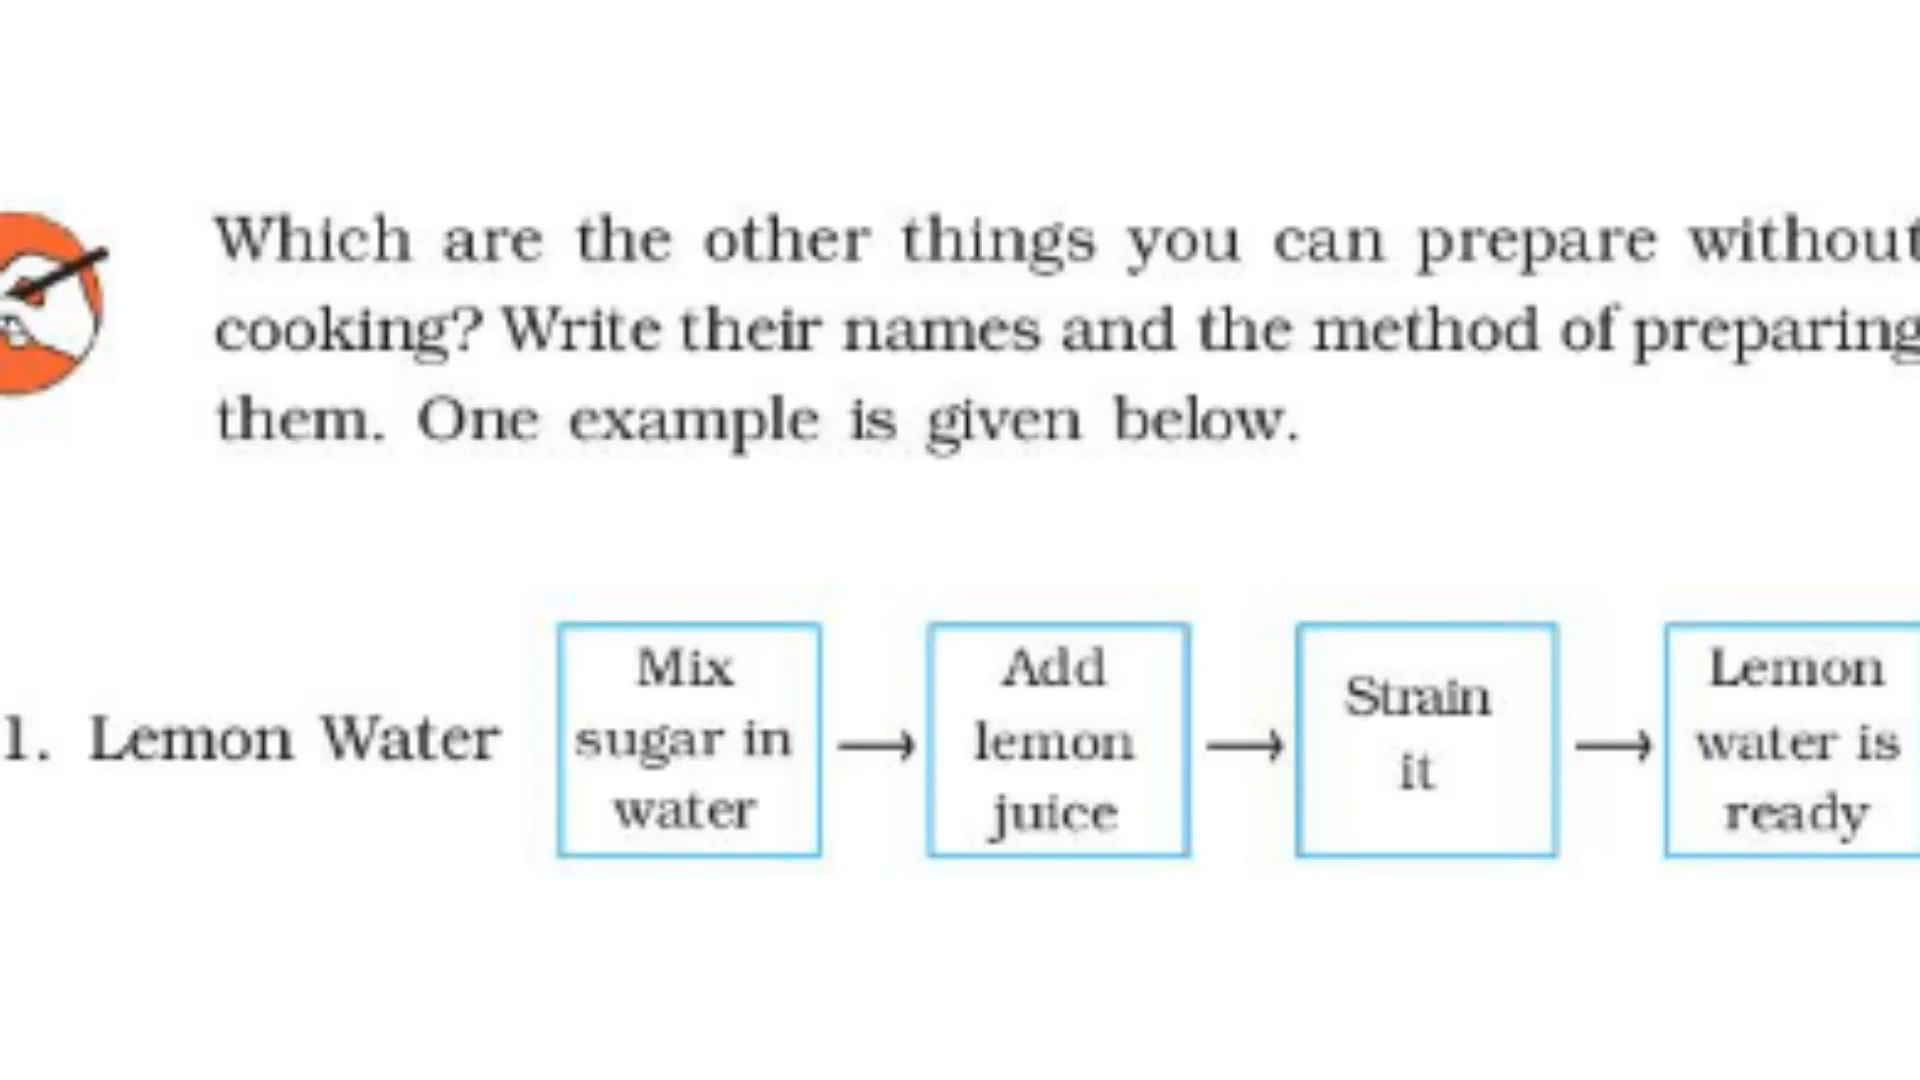 Which are the other things you can prepare without
cooking? Write their names and the method of preparing
them. One example is given below.
1. Lemon Water
Mix
sugar in
water
Add
lemon
juice
Strain
it
Lemon
water is
ready